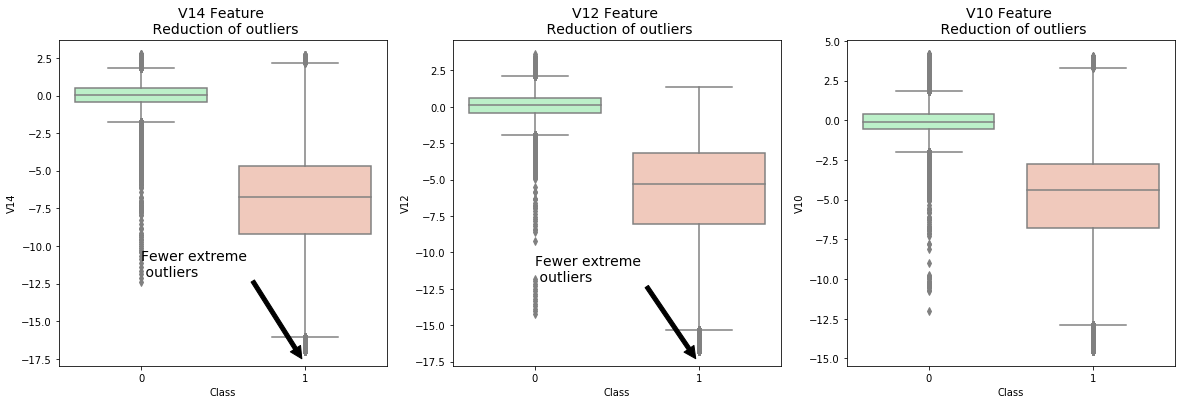 V14 Feature
Reduction of outliers
V14
2.5
0.0
−2.5
−5.0
−7.5
−10.0
−12.5
−15.0
−17.5
Fewer extreme
outliers
0
1
Class
V12 Feature
Reduction of outliers
V12
2.5
0.0
−2.5
−5.0
−7.5
−10.0
−12.5
−15.0
−17.5
Fewer extreme
outliers
0
1
Class
V10 Feature
Reduction of outliers
V10
5.0
2.5
0.0
−2.5
−5.0
−7.5
−10.0
−12.5
−15.0
0
1
Class